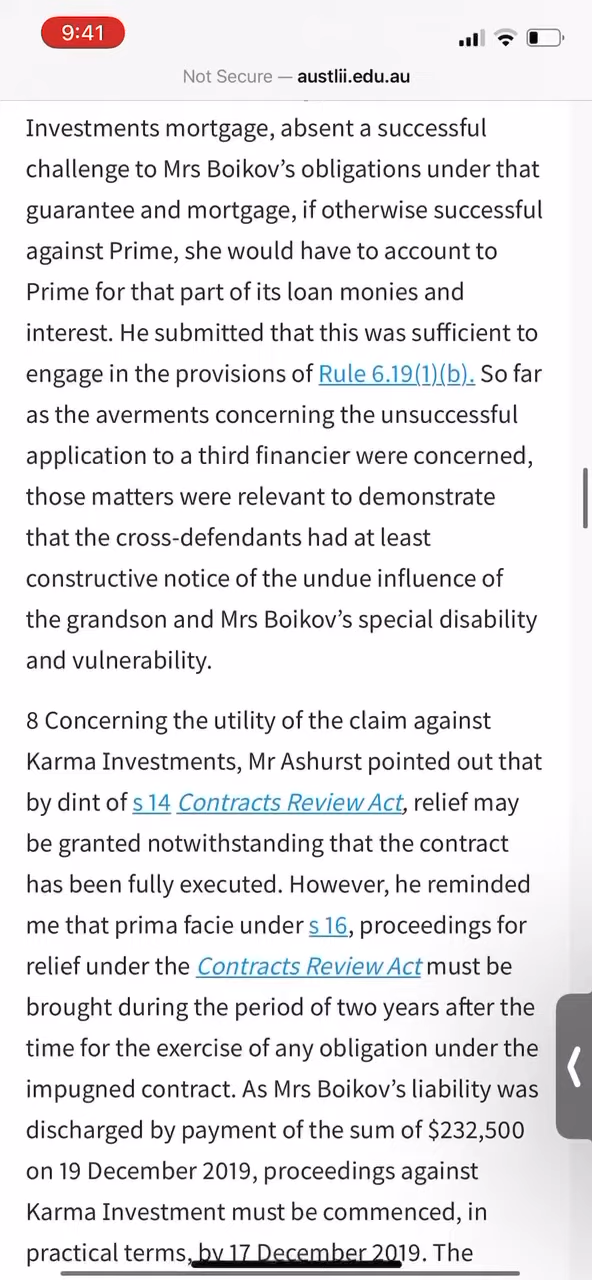 9:41
Not Secure — austlii.edu.au
Investments mortgage, absent a successful
challenge to Mrs Boikov’s obligations under that
guarantee and mortgage, if otherwise successful
against Prime, she would have to account to
Prime for that part of its loan monies and
interest. He submitted that this was sufficient to
engage in the provisions of Rule 6.19(1)(b). So far
as the averments concerning the unsuccessful
application to a third financier were concerned,
those matters were relevant to demonstrate
that the cross-defendants had at least
constructive notice of the undue influence of
the grandson and Mrs Boikov’s special disability
and vulnerability.
8 Concerning the utility of the claim against
Karma Investments, Mr Ashurst pointed out that
by dint of s 14 Contracts Review Act, relief may
be granted notwithstanding that the contract
has been fully executed. However, he reminded
me that prima facie under s 16, proceedings for
relief under the Contracts Review Act must be
brought during the period of two years after the
time for the exercise of any obligation under the
impugned contract. As Mrs Boikov’s liability was
discharged by payment of the sum of $232,500
on 19 December 2019, proceedings against
Karma Investment must be commenced, in
practical terms, by 17 December 2019. The